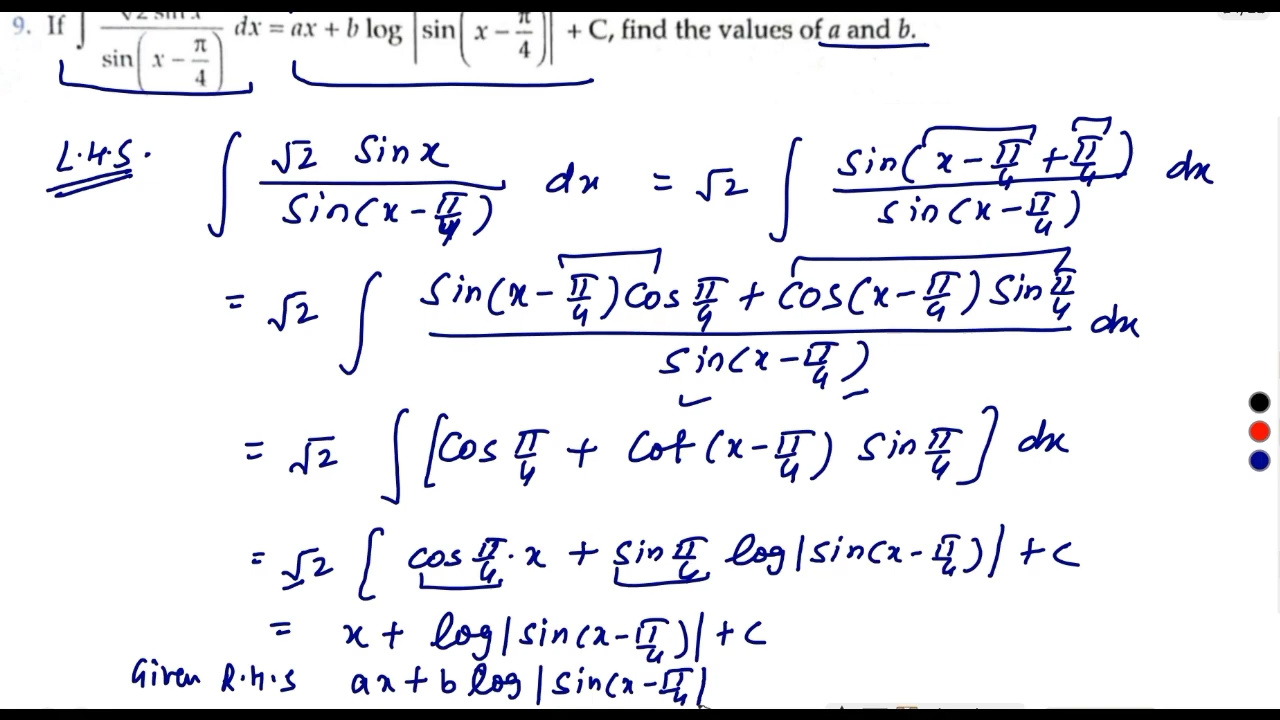 9. If ∫ √2 sin x / sin(x − π/4) dx = ax + b log |sin(x − π/4)| + C, find the values of a and b.
L.H.S. ∫ √2 Sinx / Sin(x − π/4) dx = √2 ∫ Sin(x − π/4 + π/4) / Sin(x − π/4) dx
= √2 ∫ Sin(x − π/4) Cos π/4 + Cos(x − π/4) Sin π/4 / Sin(x − π/4) dx
= √2 ∫ [Cos π/4 + Cot(x − π/4) Sin π/4] dx
= √2 [ cos π/4 · x + sin π/4 log|sin(x − π/4)| + C
= x + log|sin(x − π/4)| + C
Given R.H.S ax + b log|sin(x − π/4|